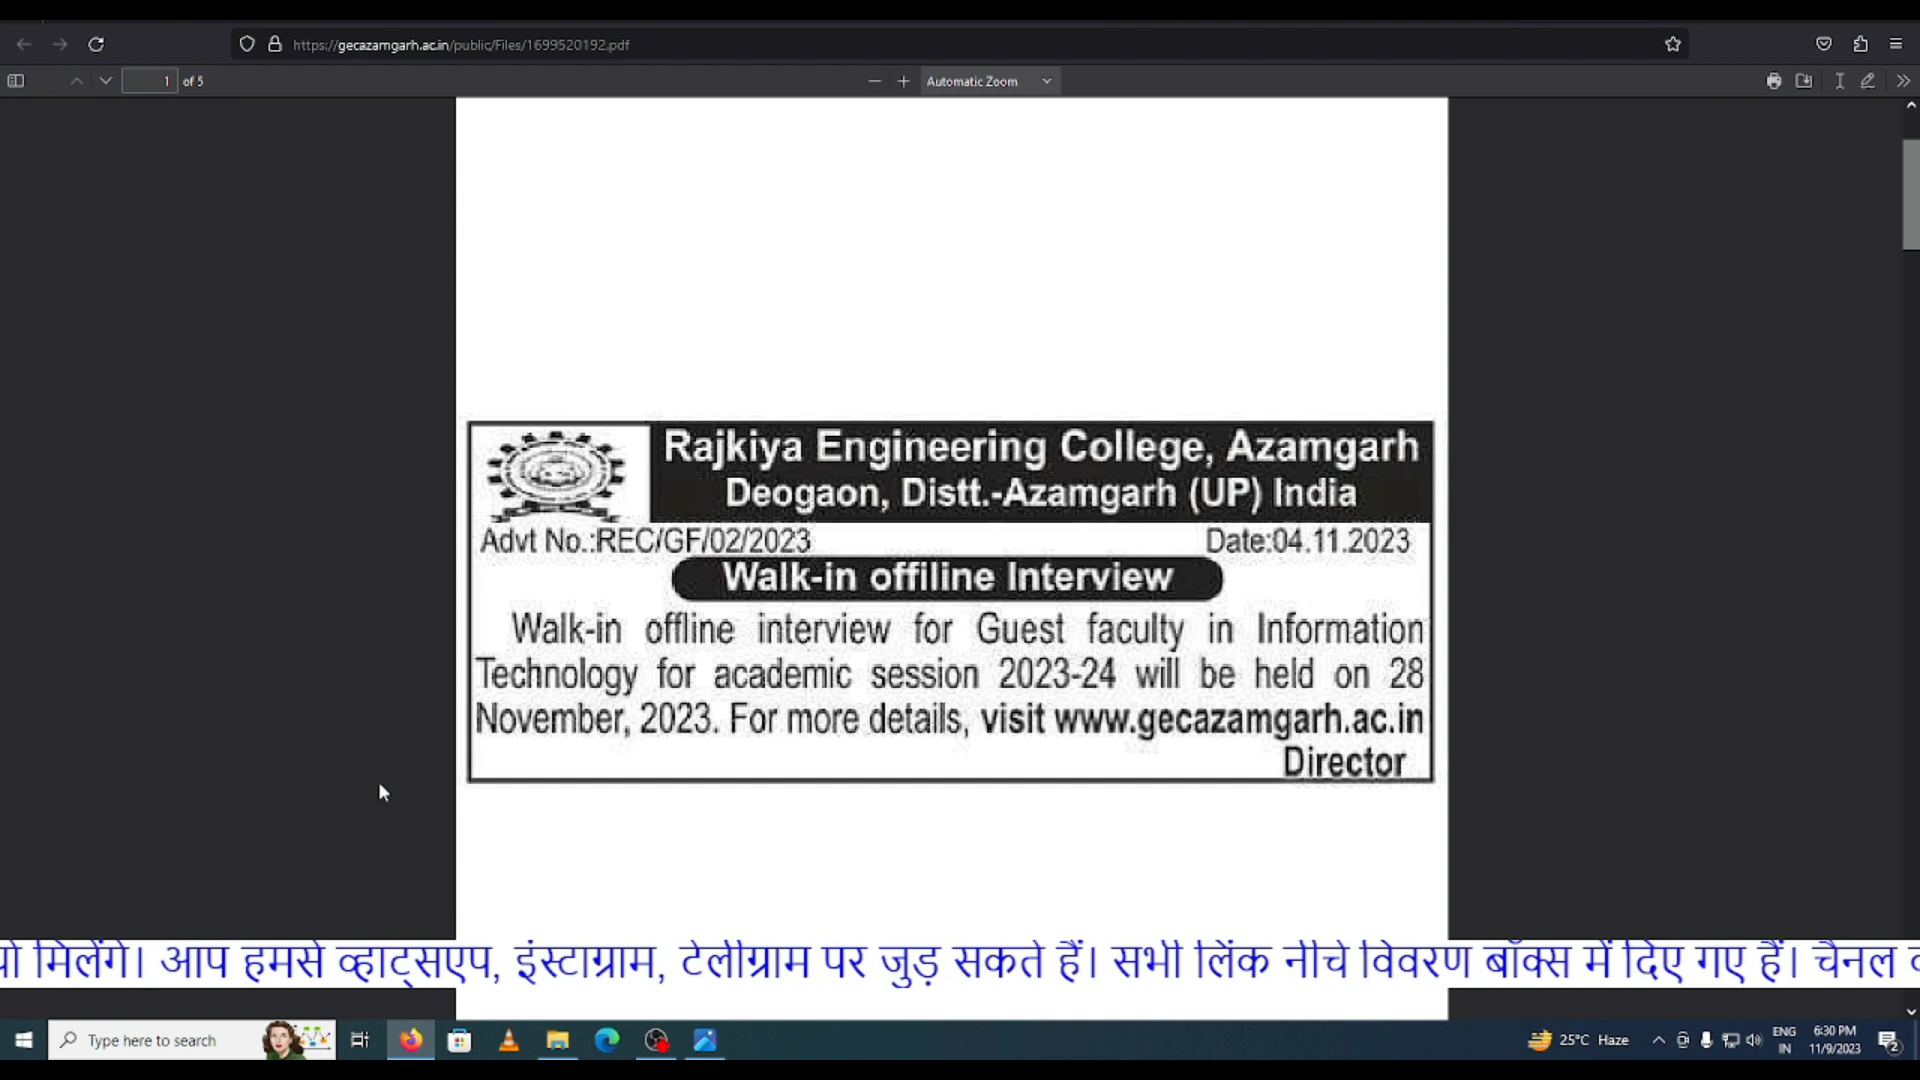 https://gecazamgarh.ac.in/public/Files/1699520192.pdf
1 of 5
Automatic Zoom
Rajkiya Engineering College, Azamgarh
Deogaon, Distt.-Azamgarh (UP) India
Advt No.:REC/GF/02/2023 Date:04.11.2023
Walk-in offiline Interview
Walk-in offline interview for Guest faculty in Information
Technology for academic session 2023-24 will be held on 28
November, 2023. For more details, visit www.gecazamgarh.ac.in
Director
मिलेंगे। आप हमसे व्हाट्सएप, इंस्टाग्राम, टेलीग्राम पर जुड़ सकते हैं। सभी लिंक नीचे विवरण बॉक्स में दिए गए हैं। चैनल
Type here to search
25°C Haze
ENG
IN
6:30 PM
11/9/2023
2